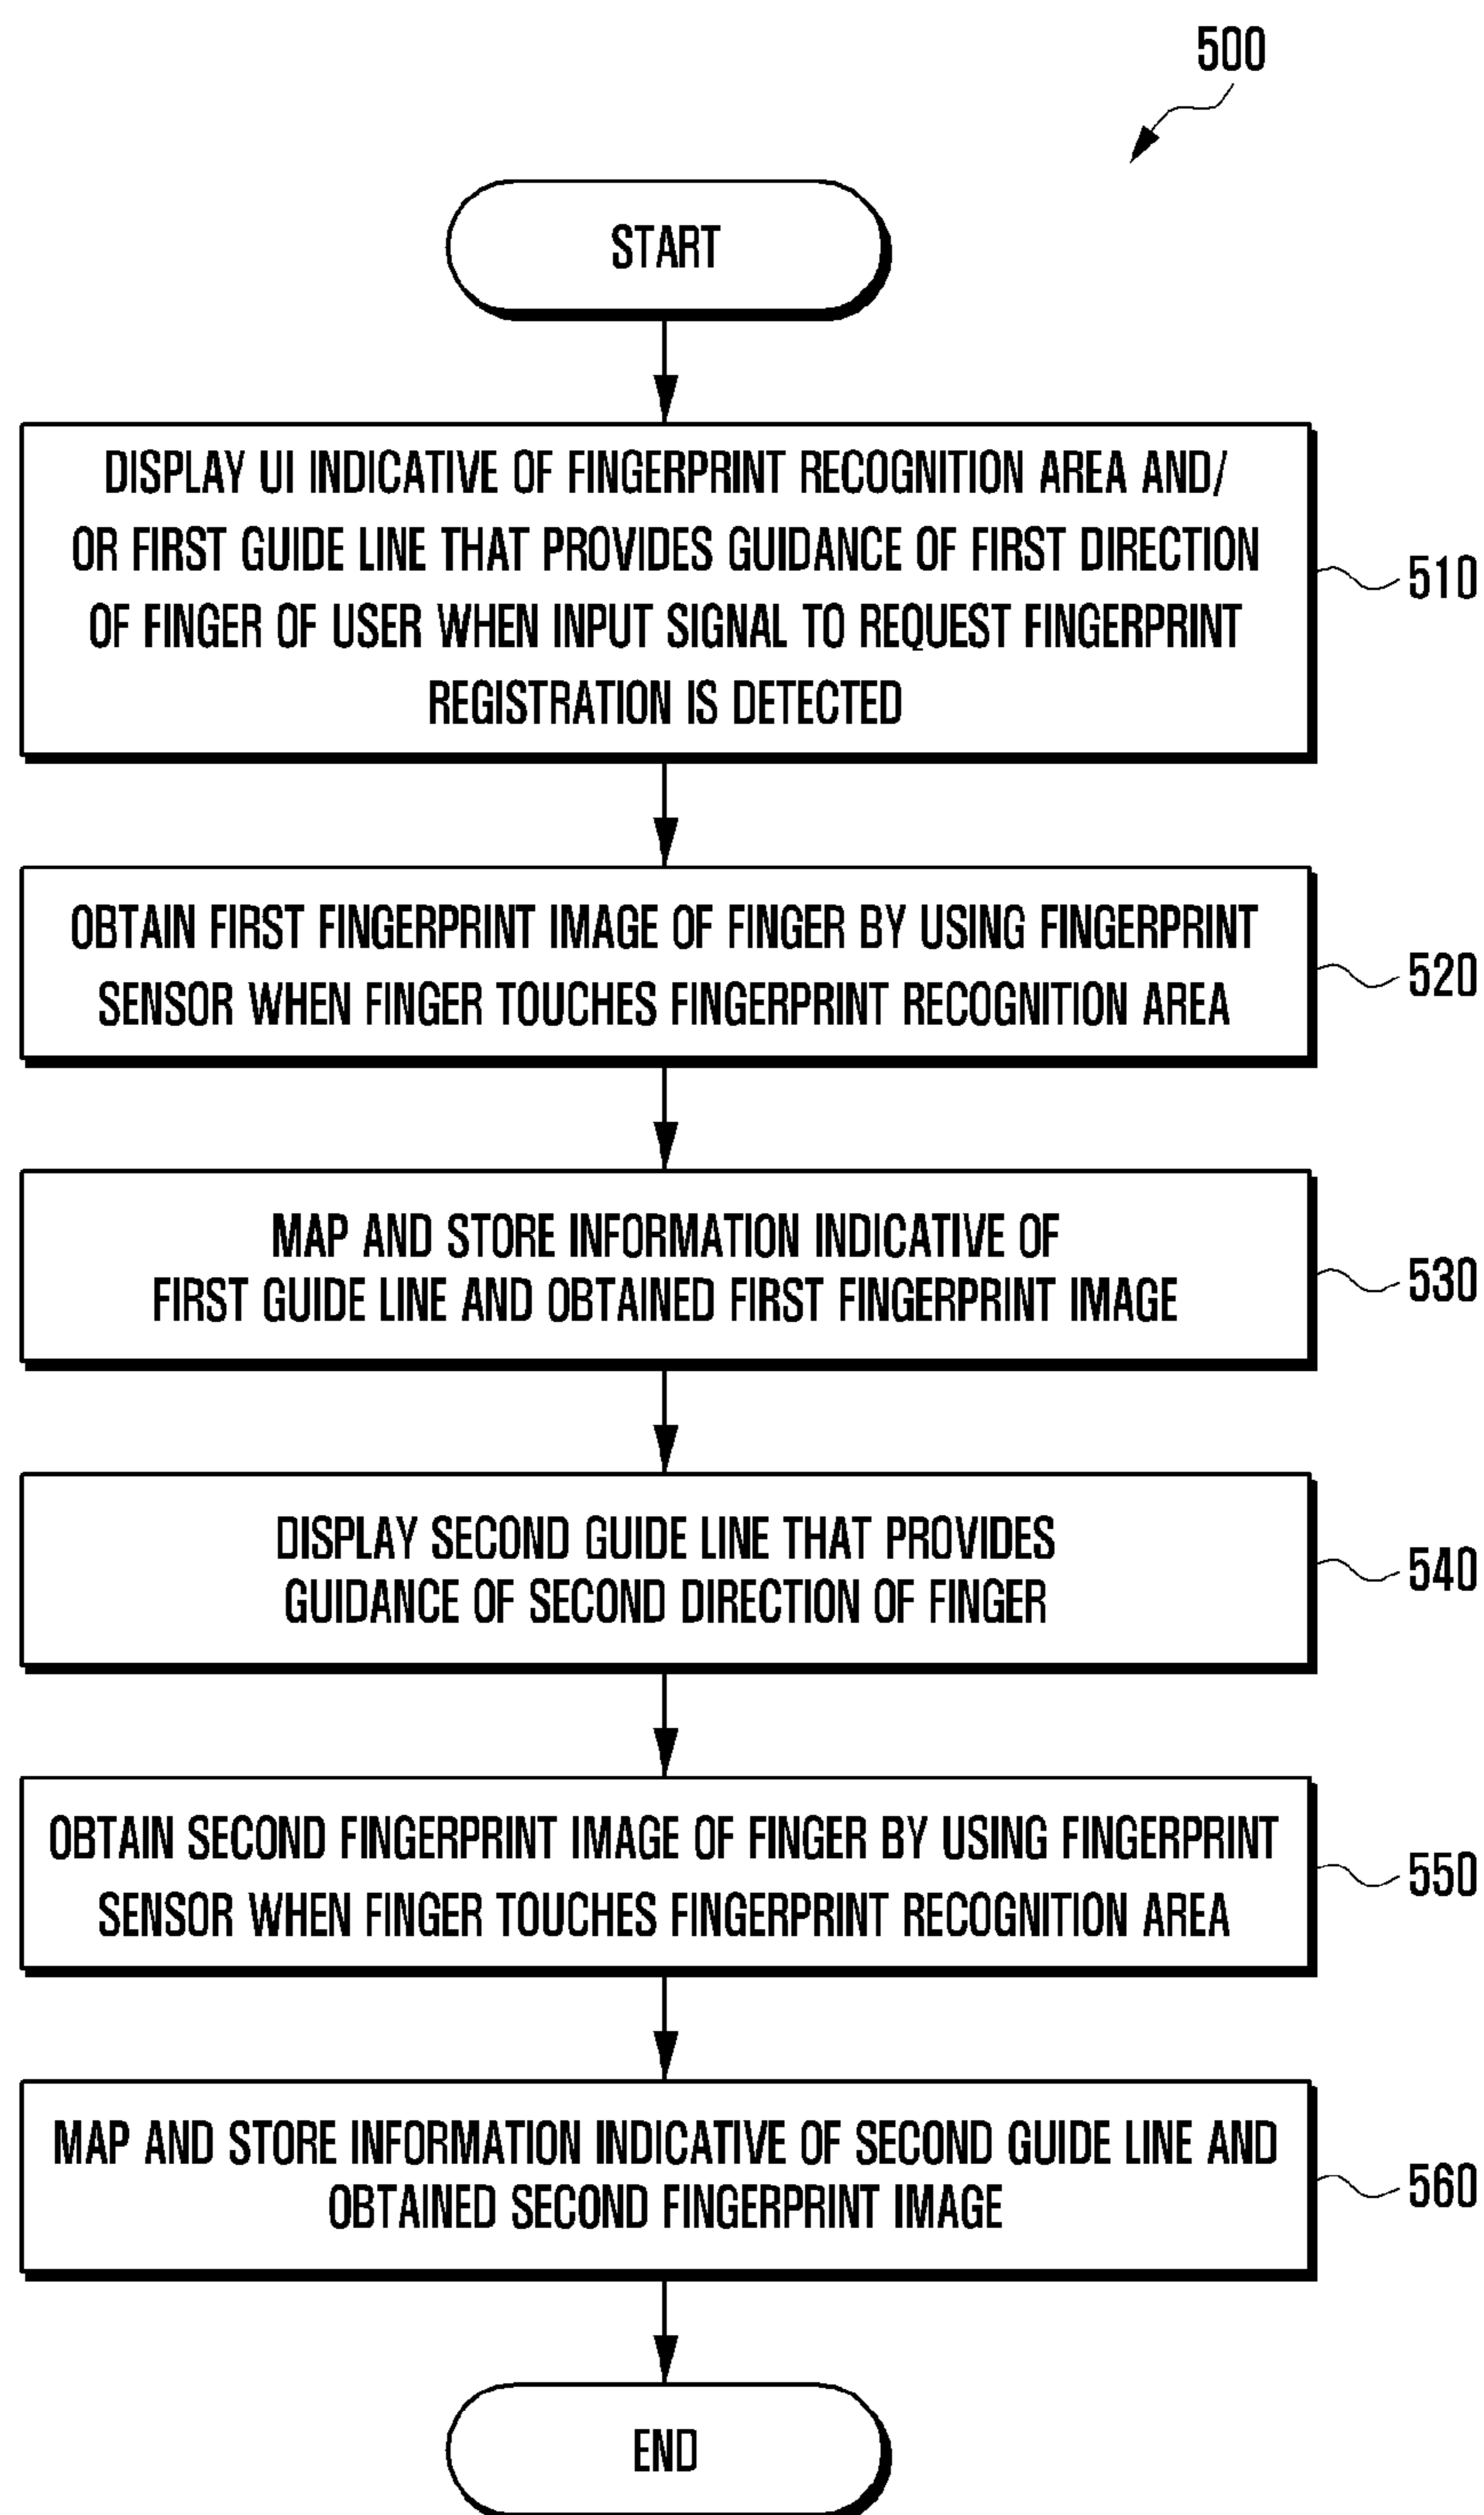 500
START
DISPLAY UI INDICATIVE OF FINGERPRINT RECOGNITION AREA AND/
OR FIRST GUIDE LINE THAT PROVIDES GUIDANCE OF FIRST DIRECTION
OF FINGER OF USER WHEN INPUT SIGNAL TO REQUEST FINGERPRINT
REGISTRATION IS DETECTED
510
OBTAIN FIRST FINGERPRINT IMAGE OF FINGER BY USING FINGERPRINT
SENSOR WHEN FINGER TOUCHES FINGERPRINT RECOGNITION AREA
520
MAP AND STORE INFORMATION INDICATIVE OF
FIRST GUIDE LINE AND OBTAINED FIRST FINGERPRINT IMAGE
530
DISPLAY SECOND GUIDE LINE THAT PROVIDES
GUIDANCE OF SECOND DIRECTION OF FINGER
540
OBTAIN SECOND FINGERPRINT IMAGE OF FINGER BY USING FINGERPRINT
SENSOR WHEN FINGER TOUCHES FINGERPRINT RECOGNITION AREA
550
MAP AND STORE INFORMATION INDICATIVE OF SECOND GUIDE LINE AND
OBTAINED SECOND FINGERPRINT IMAGE
560
END